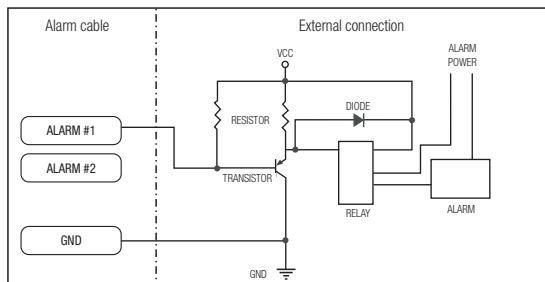 Alarm cable
External connection
VCC
ALARM
POWER
DIODE
RESISTOR
ALARM #1
ALARM #2
TRANSISTOR
RELAY
ALARM
GND
GND